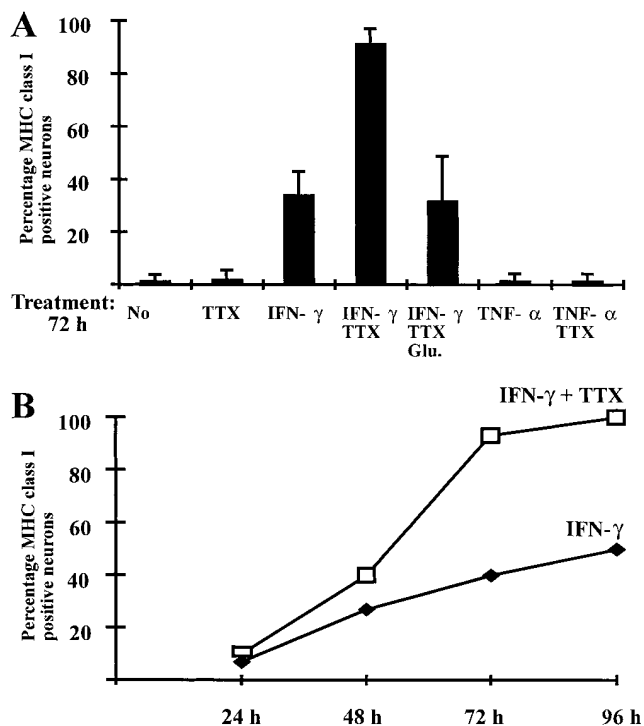 A
Percentage MHC class I
positive neurons
100
80
60
40
20
Treatment:
72 h
No
TTX
IFN- γ
IFN- γ
TTX
IFN- γ
TTX
Glu.
TNF- α
TNF- α
TTX
B
Percentage MHC class I
positive neurons
100
80
60
40
20
IFN-γ + TTX
IFN-γ
24 h
48 h
72 h
96 h